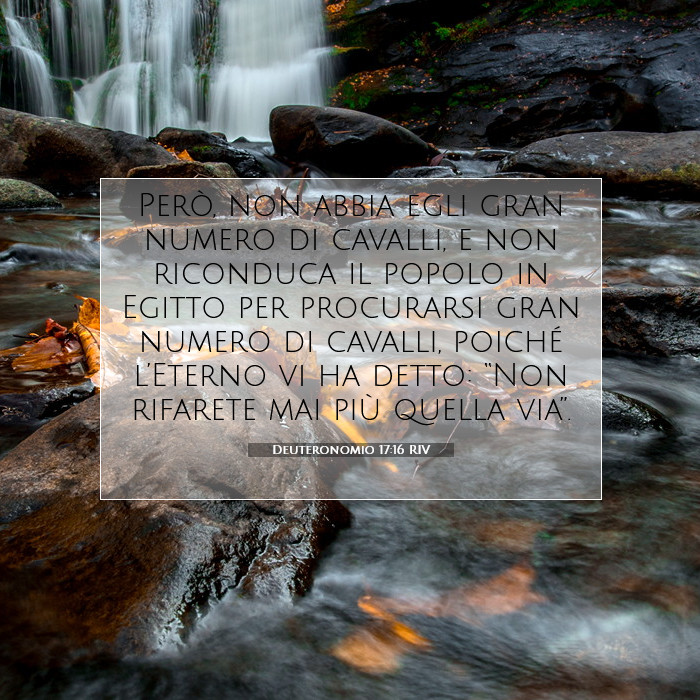 Però, non abbia egli gran
numero di cavalli, e non
riconduca il popolo in
Egitto per procurarsi gran
numero di cavalli, poiché
l'Eterno vi ha detto: “Non
rifarete mai più quella via”.
Deuteronomio 17:16 RIV